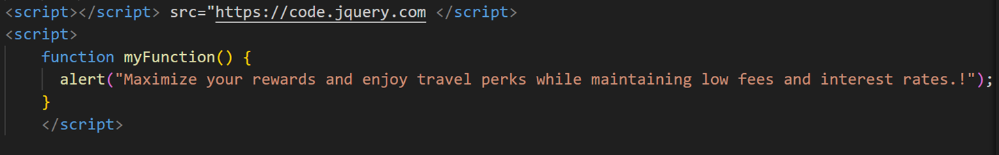 <script></script> src="https://code.jquery.com </script>
<script>
function myFunction() {
alert("Maximize your rewards and enjoy travel perks while maintaining low fees and interest rates.!");
}
</script>